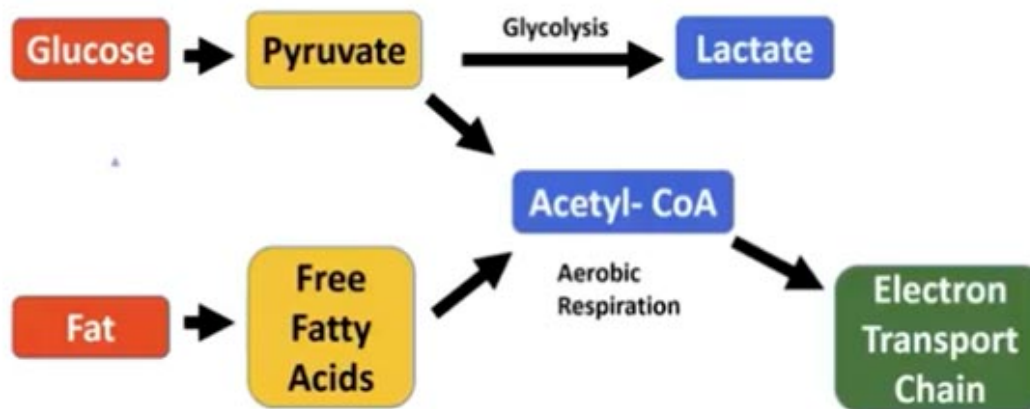 Glucose
Pyruvate
Glycolysis
Lactate
Acetyl- CoA
Fat
Free
Fatty
Acids
Aerobic
Respiration
Electron
Transport
Chain